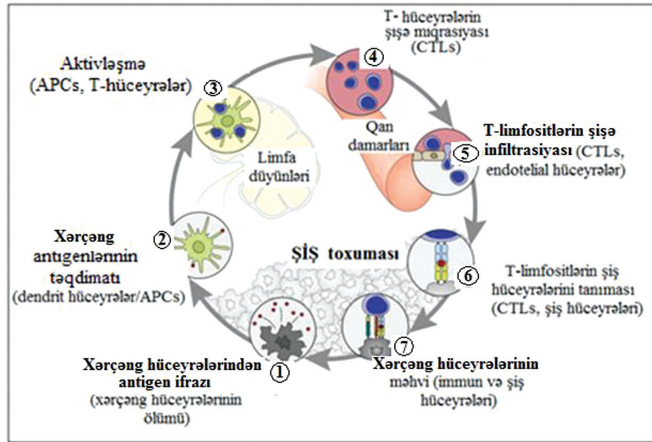 T- hüceyrələrin
şişə miqrasiyası
(CTLs)
④
Aktivləşmə
(APCs, T-hüceyrələr)
③
Qan
damarları
Limfa
düyünləri
⑤
T-limfositlərin şişə
infiltrasiyası (CTLs,
endotelial hüceyrələr)
②
Xərçəng
antıgenlərinin
təqdimatı
(dendrit hüceyrələr/APCs)
ŞİŞ toxuması
⑥
T-limfositlərin şiş
hüceyrələrini tanıması
(CTLs, şiş hüceyrələri)
⑦
Xərçəng hüceyrələrinin
məhvi (immun və şiş
hüceyrələri)
①
Xərçəng hüceyrələrindən
antigen ifrazı
(xərçəng hüceyrələrinin
ölümü)